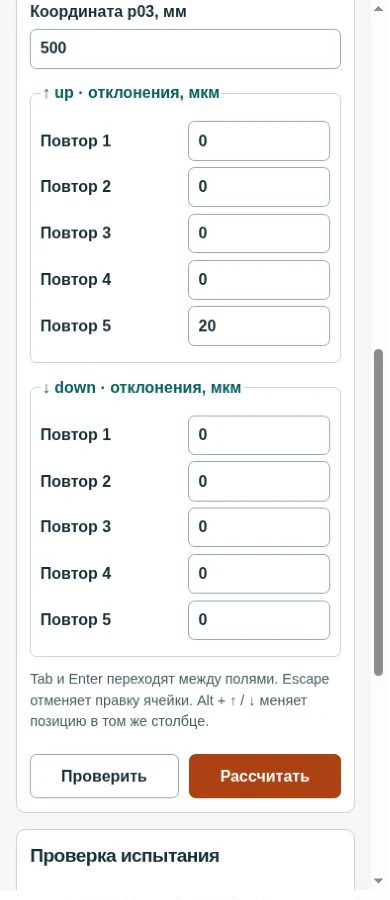 Координата p03, мм
500
↑ up · отклонения, мкм
Повтор 1 0
Повтор 2 0
Повтор 3 0
Повтор 4 0
Повтор 5 20
↓ down · отклонения, мкм
Повтор 1 0
Повтор 2 0
Повтор 3 0
Повтор 4 0
Повтор 5 0
Tab и Enter переходят между полями. Escape
отменяет правку ячейки. Alt + ↑ / ↓ меняет
позицию в том же столбце.
Проверить Рассчитать
Проверка испытания